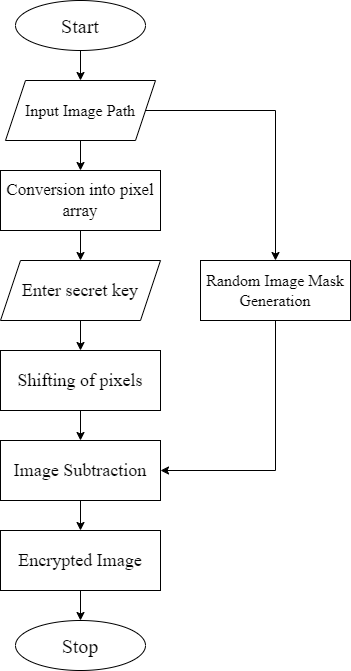 Start
Input Image Path
Conversion into pixel
array
Enter secret key
Random Image Mask
Generation
Shifting of pixels
Image Subtraction
Encrypted Image
Stop